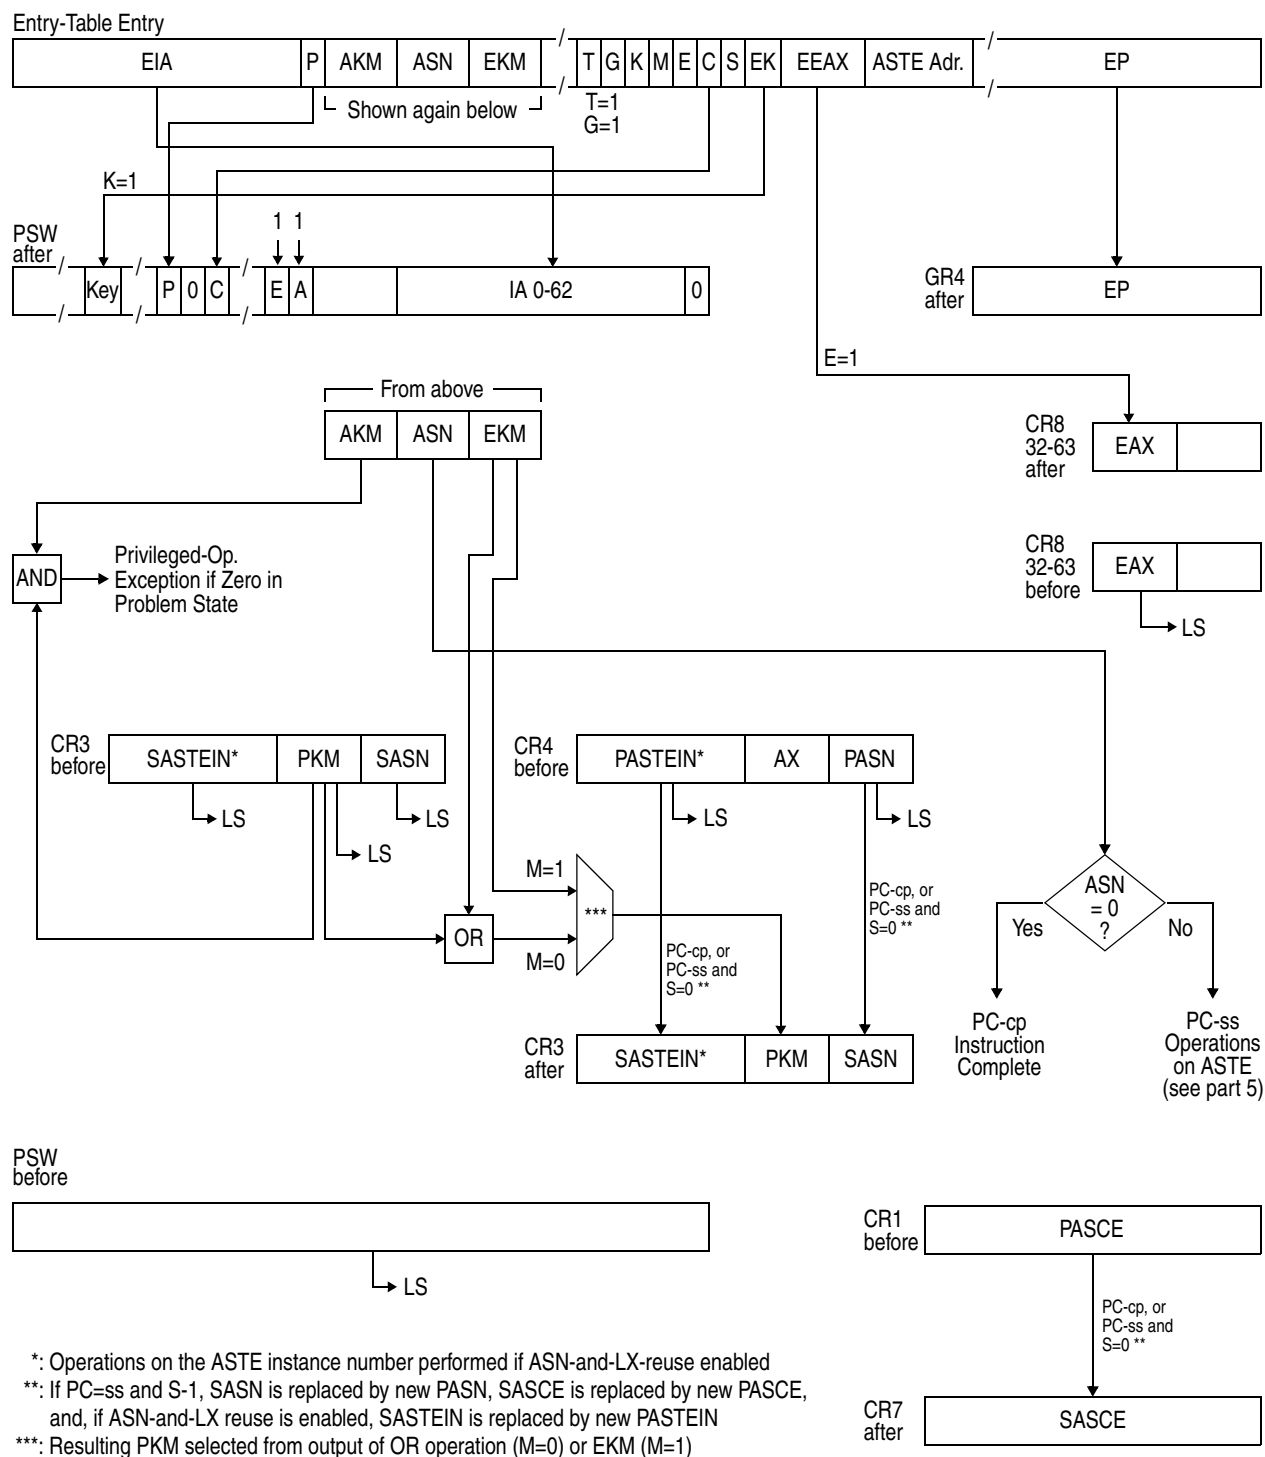 Entry-Table Entry
EIA P AKM ASN EKM T G K M E C S EK EEAX ASTE Adr. EP
Shown again below
T=1
G=1
K=1
1 1
PSW
after
Key P 0 C E A IA 0-62 0
GR4
after
EP
E=1
From above
AKM ASN EKM
CR8
32-63
after
EAX
AND
Privileged-Op.
Exception if Zero in
Problem State
CR8
32-63
before
EAX
LS
CR3
before
SASTEIN* PKM SASN
LS
LS
LS
CR4
before
PASTEIN* AX PASN
LS
LS
M=1
***
OR
M=0
PC-cp, or
PC-ss and
S=0 **
PC-cp, or
PC-ss and
S=0 **
ASN
= 0
?
Yes
No
CR3
after
SASTEIN* PKM SASN
PC-cp
Instruction
Complete
PC-ss
Operations
on ASTE
(see part 5)
PSW
before
LS
CR1
before
PASCE
PC-cp, or
PC-ss and
S=0 **
CR7
after
SASCE
*: Operations on the ASTE instance number performed if ASN-and-LX-reuse enabled
**: If PC=ss and S-1, SASN is replaced by new PASN, SASCE is replaced by new PASCE,
and, if ASN-and-LX reuse is enabled, SASTEIN is replaced by new PASTEIN
***: Resulting PKM selected from output of OR operation (M=0) or EKM (M=1)